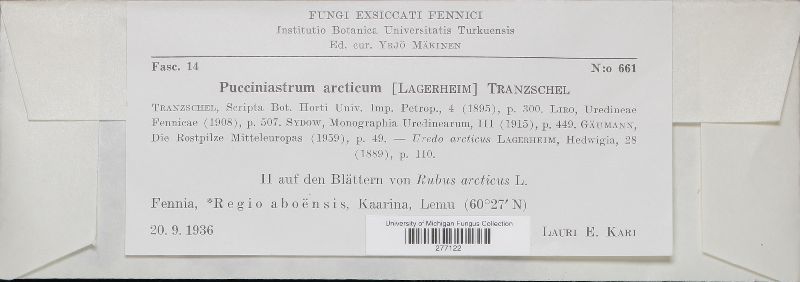 FUNGI EXSICCATI FENNICI
Institutio Botanica Universitatis Turkuensis
Ed. cur. YRJÖ MÄKINEN
Fasc. 14 N:o 661
Pucciniastrum arcticum [LAGERHEIM] TRANZSCHEL
TRANZSCHEL, Scripta Bot. Horti Univ. Imp. Petrop., 4 (1895), p. 300. LIRO, Uredineae
Fennicae (1908), p. 507. SYDOW, Monographia Uredinearum, III (1915), p. 449. GÄUMANN,
Die Rostpilze Mitteleuropas (1959), p. 49. — Uredo arcticus LAGERHEIM, Hedwigia, 28
(1889), p. 110.
II auf den Blättern von Rubus arcticus L.
Fennia, *Regio aboënsis, Kaarina, Lemu (60°27' N)
20. 9. 1936 LAURI E. KARI
University of Michigan Fungus Collection
277122